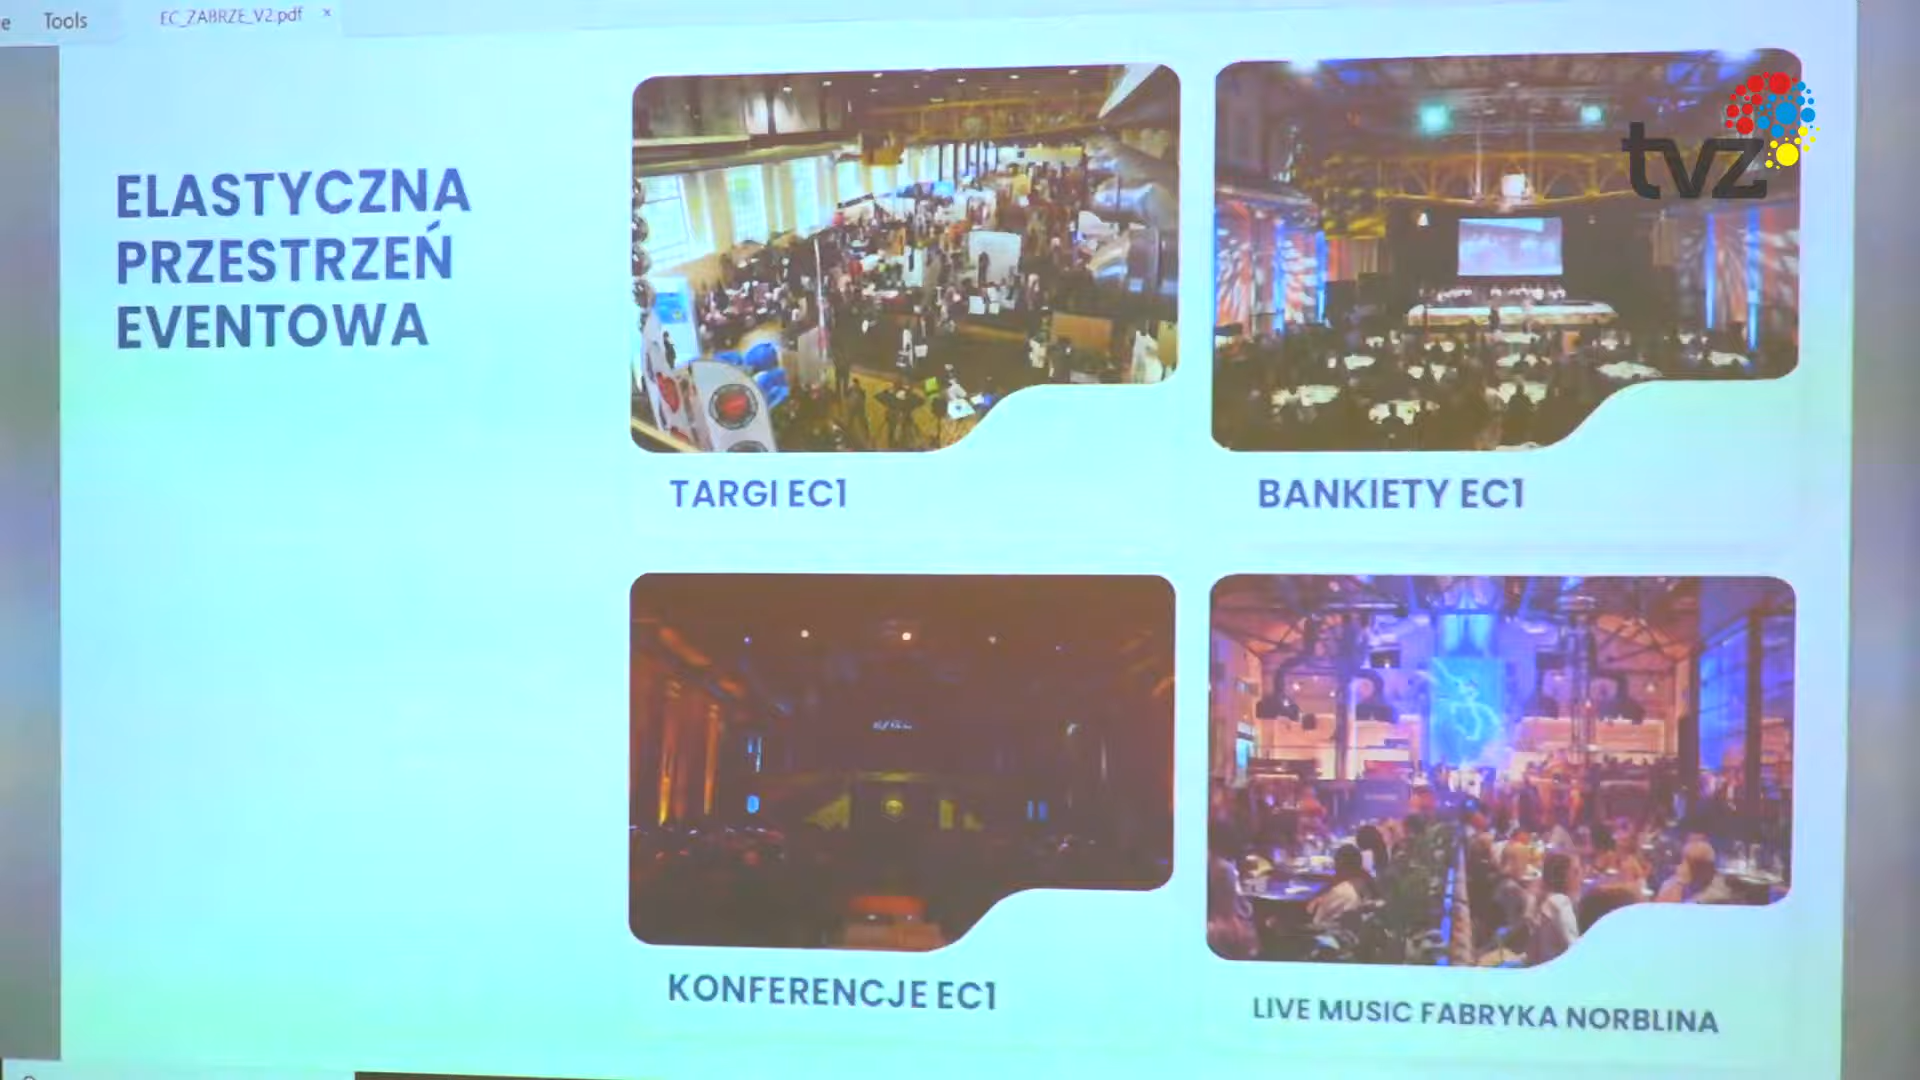 Tools
EC_ZABRZE_V2.pdf
tvz
ELASTYCZNA
PRZESTRZEŃ
EVENTOWA
TARGI EC1
BANKIETY EC1
KONFERENCJE EC1
LIVE MUSIC FABRYKA NORBLINA